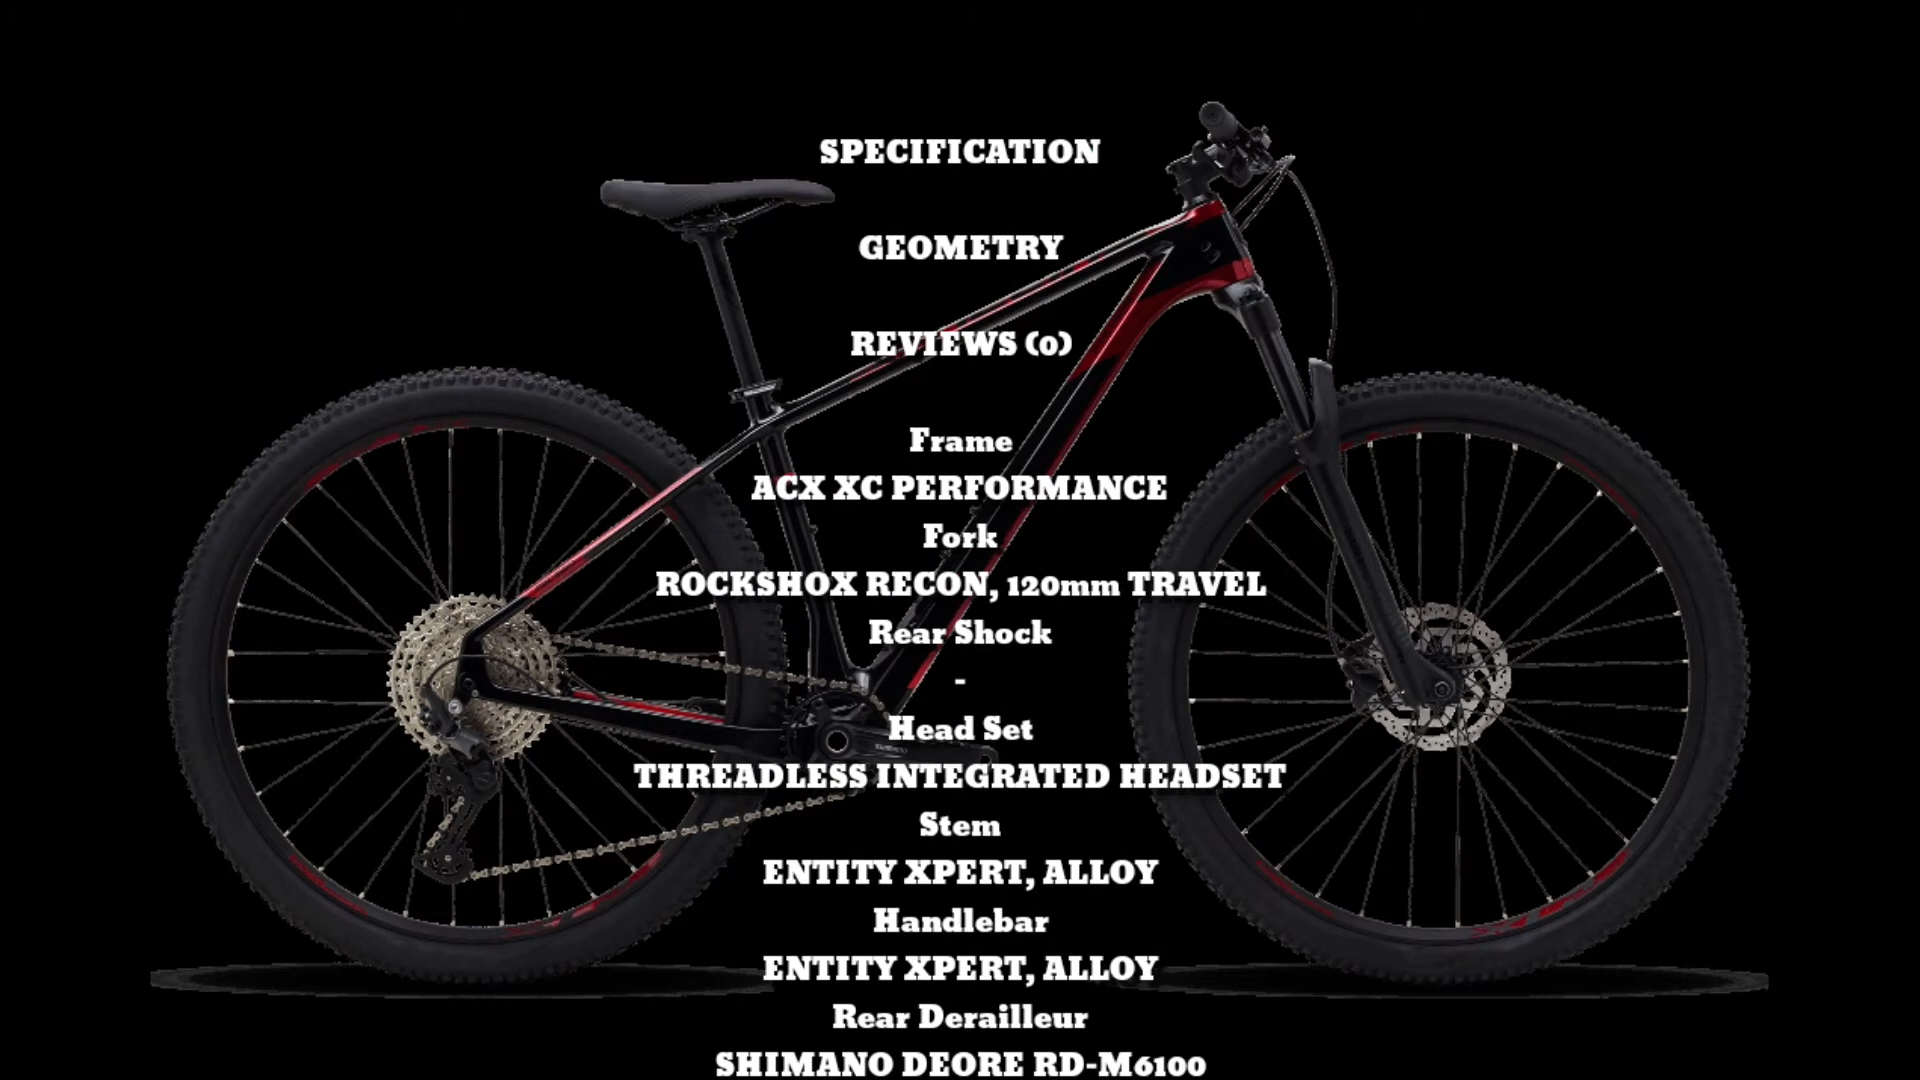 SPECIFICATION
GEOMETRY
REVIEWS (0)
Frame
ACX XC PERFORMANCE
Fork
ROCKSHOX RECON, 120mm TRAVEL
Rear Shock
-
Head Set
THREADLESS INTEGRATED HEADSET
Stem
ENTITY XPERT, ALLOY
Handlebar
ENTITY XPERT, ALLOY
Rear Derailleur
SHIMANO DEORE RD-M6100